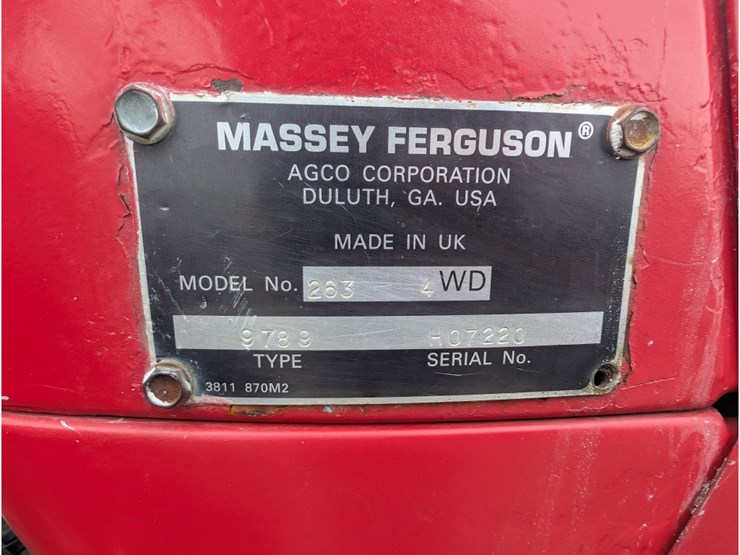 MASSEY FERGUSON®
AGCO CORPORATION
DULUTH, GA. USA
MADE IN UK
MODEL No. 263 4WD
9789 H07220
TYPE SERIAL No.
3811 870M2